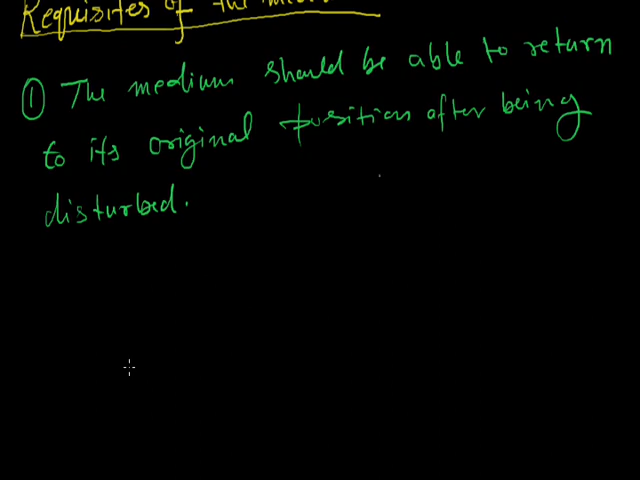 Requisites of the
① The medium should be able to return
to its original position after being
disturbed.